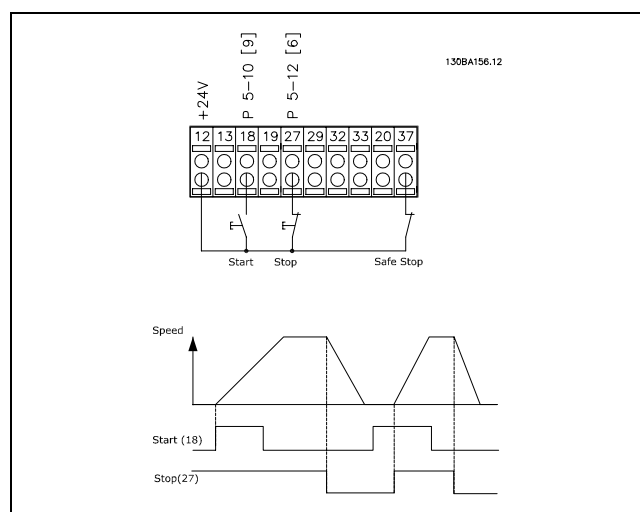 130BA156.12
+24V
P 5-10 [9]
P 5-12 [6]
12 13 18 19 27 29 32 33 20 37
Start Stop Safe Stop
Speed
Start (18)
Stop(27)